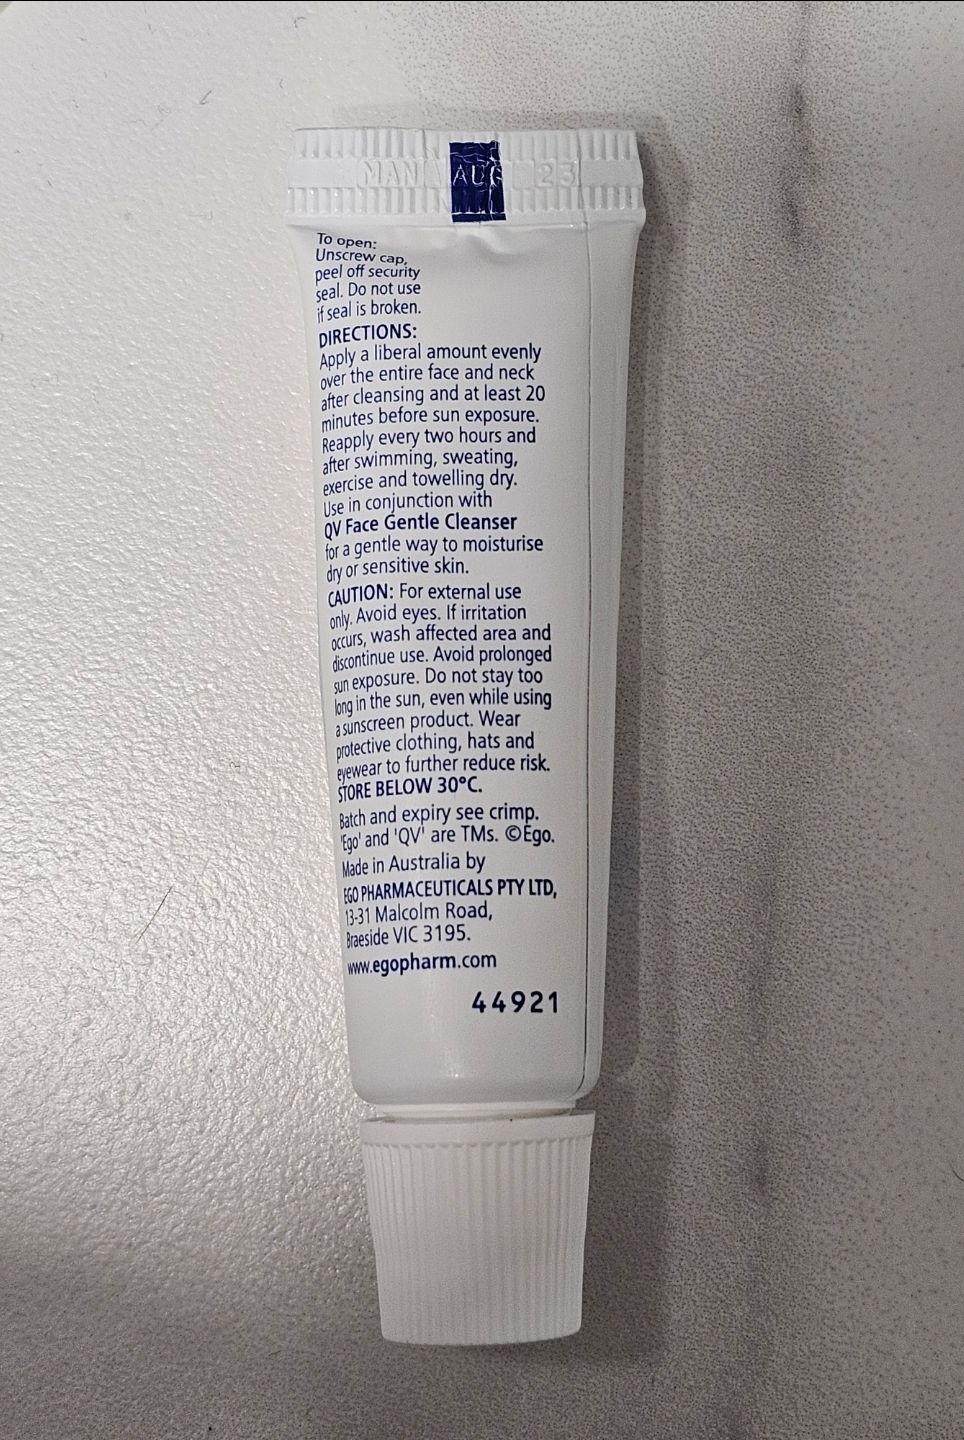 MAN AUG 23
To open:
Unscrew cap,
peel off security
seal. Do not use
if seal is broken.
DIRECTIONS:
Apply a liberal amount evenly
over the entire face and neck
after cleansing and at least 20
minutes before sun exposure.
Reapply every two hours and
after swimming, sweating,
exercise and towelling dry.
Use in conjunction with
QV Face Gentle Cleanser
for a gentle way to moisturise
dry or sensitive skin.
CAUTION: For external use
only. Avoid eyes. If irritation
occurs, wash affected area and
discontinue use. Avoid prolonged
sun exposure. Do not stay too
long in the sun, even while using
a sunscreen product. Wear
protective clothing, hats and
eyewear to further reduce risk.
STORE BELOW 30°C.
Batch and expiry see crimp.
'Ego' and 'QV' are TMs. ©Ego.
Made in Australia by
EGO PHARMACEUTICALS PTY LTD,
13-31 Malcolm Road,
Braeside VIC 3195.
www.egopharm.com
44921